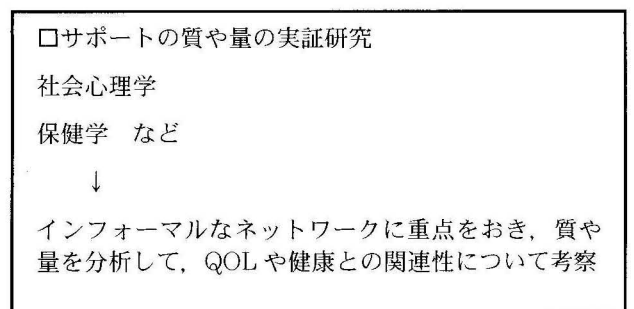 □サポートの質や量の実証研究
社会心理学
保健学　など
↓
インフォーマルなネットワークに重点をおき，質や
量を分析して，QOLや健康との関連性について考察